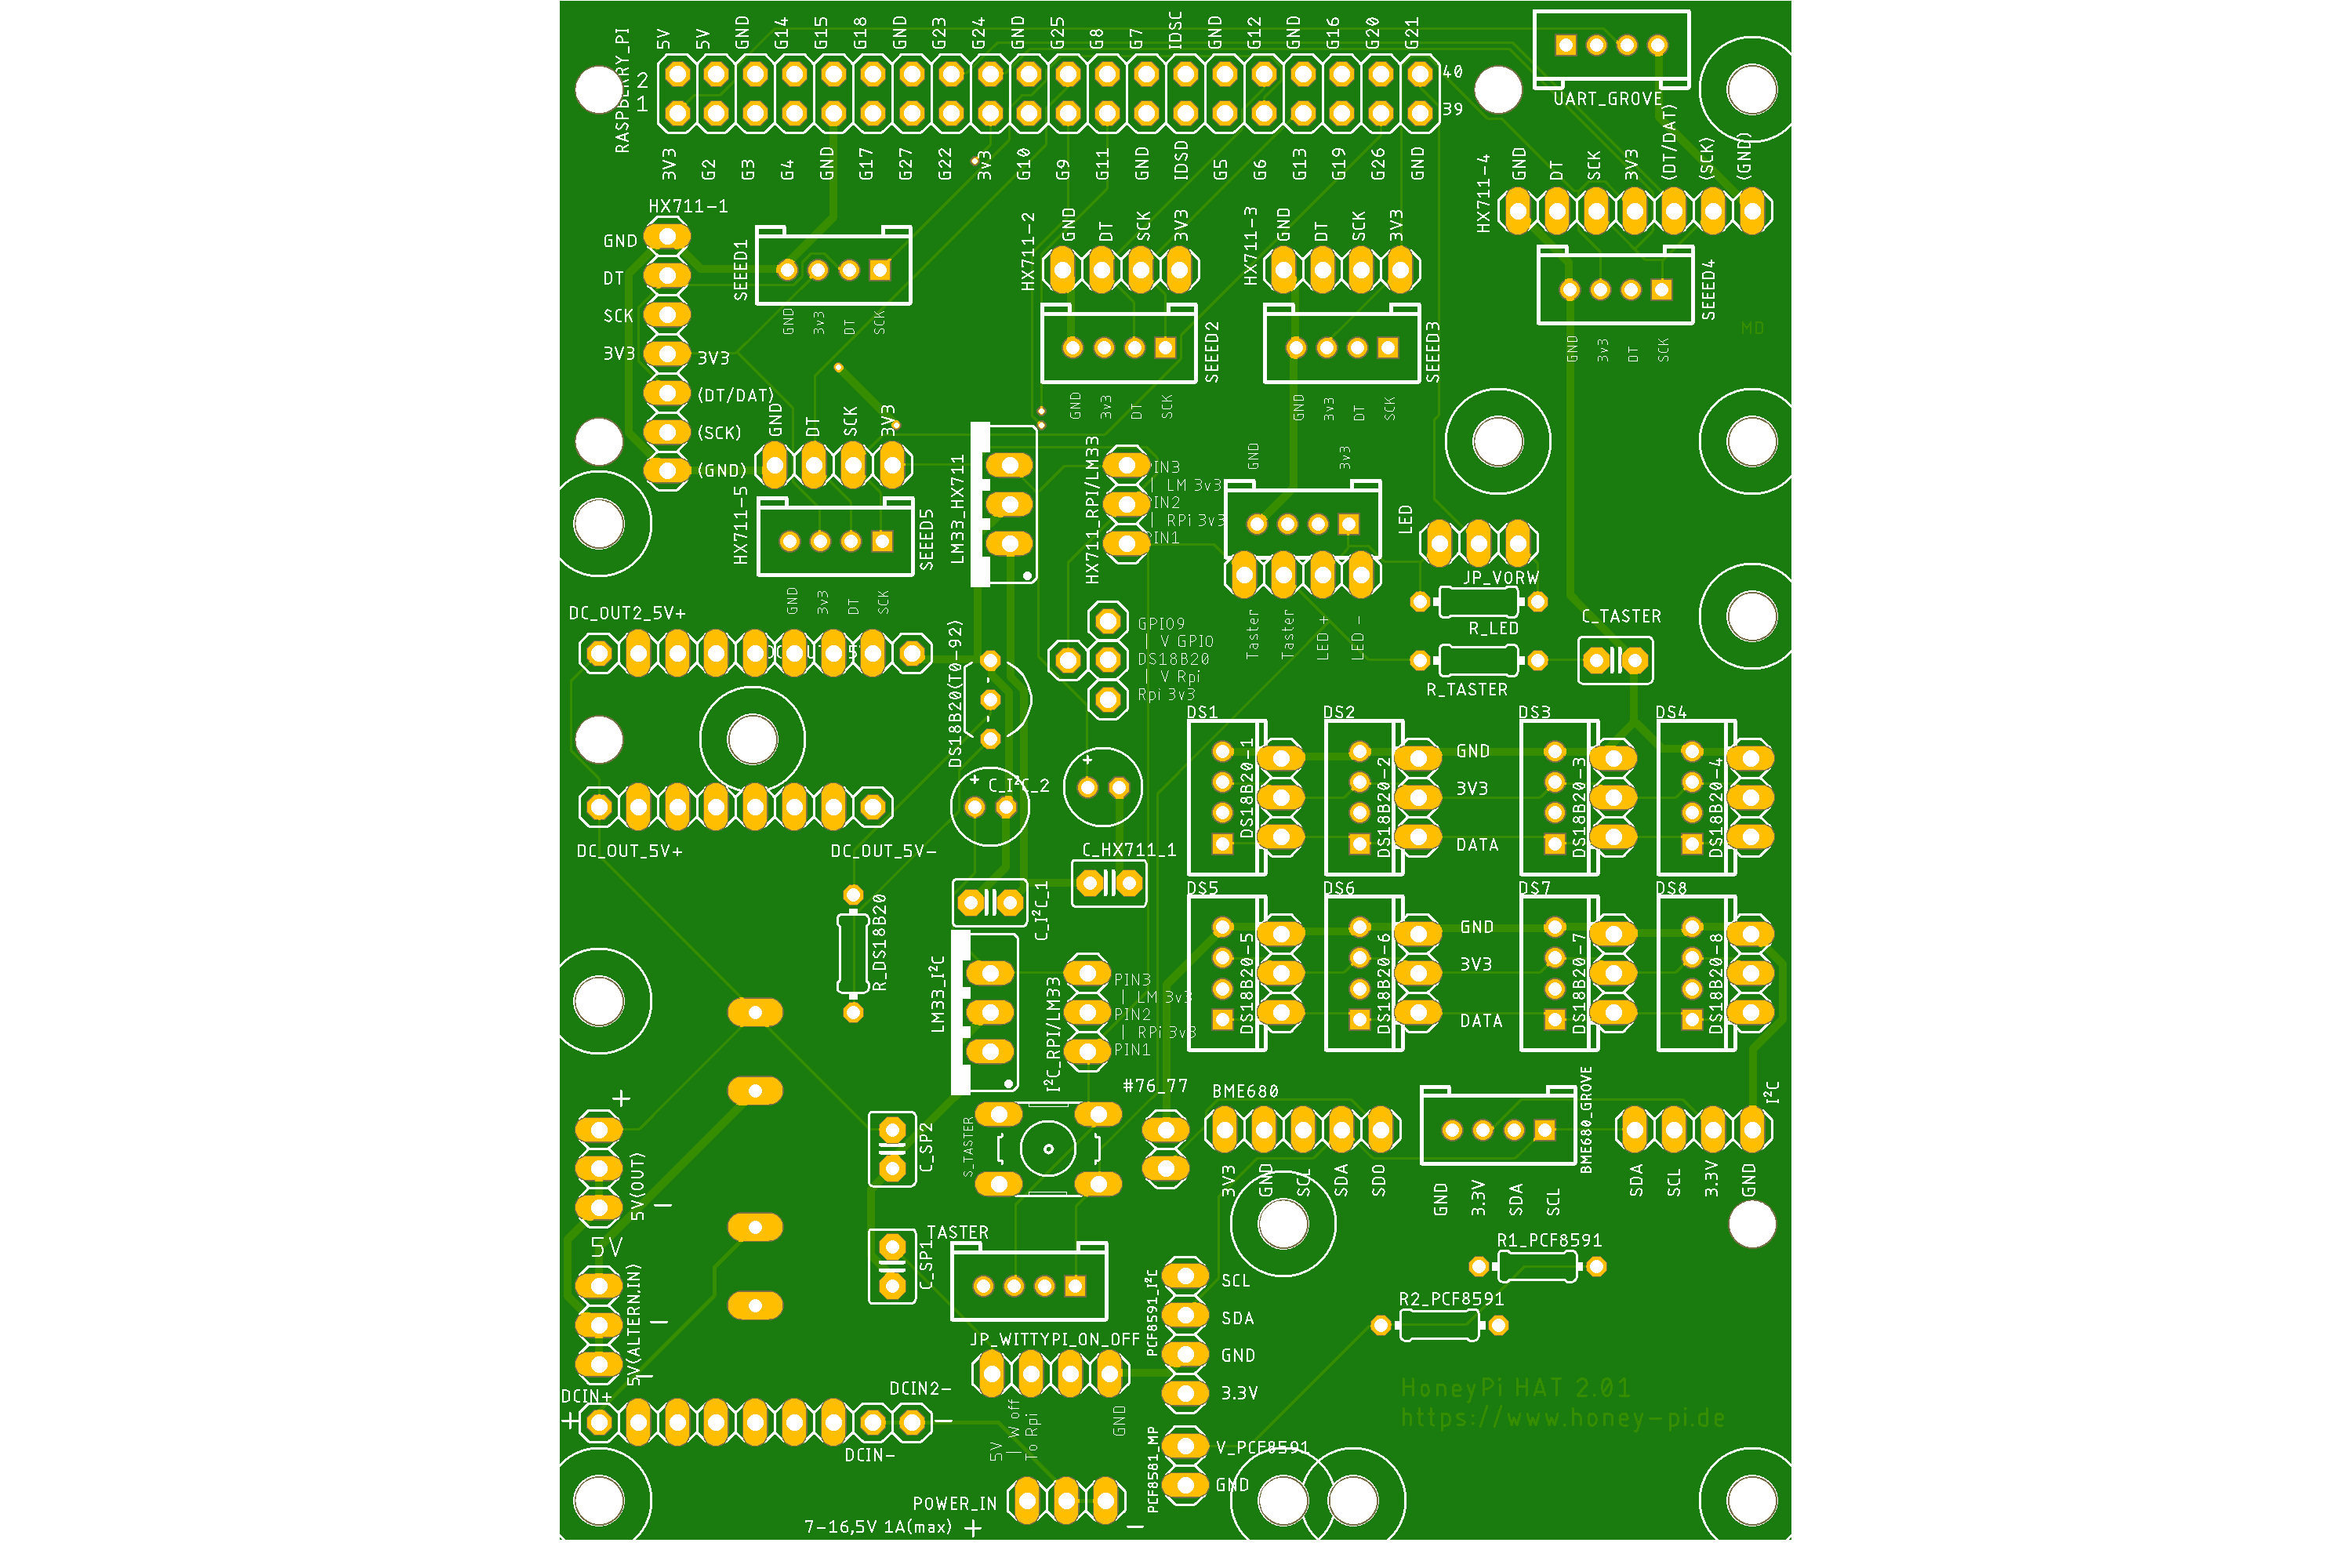 5V 5V GND G14 G15 G18 GND G23 G24 GND G25 G8 G7 IDSC GND G12 GND G16 G20 G21
RASPBERRY_PI
2
1
40
39
UART_GROVE
3V3 G2 G3 G4 GND G17 G27 G22 3V3 G10 G9 G11 GND IDSD G5 G6 G13 G19 G26 GND
HX711-4
GND DT SCK 3V3 (DT/DAT) (SCK) (GND)
HX711-1
GND
DT
SCK
3V3
3V3
(DT/DAT)
(SCK)
(GND)
SEEED1
GND 3v3 DT SCK
HX711-2
GND DT SCK 3V3
SEEED2
GND 3v3 DT SCK
HX711-3
GND DT SCK 3V3
SEEED3
GND 3v3 DT SCK
SEEED4
GND 3v3 DT SCK
MD
GND DT SCK 3V3
HX711-5
SEEED5
GND 3v3 DT SCK
LM33_HX711
HX711_RPI/LM33
PIN3
| LM 3v3
PIN2
| RPi 3v3
PIN1
GND 3v3
Taster Taster LED + LED -
LED
JP_VORW
R_LED
R_TASTER
C_TASTER
DC_OUT2_5V+
DC_OUT_5V+
DC_OUT_5V-
DS18B20(TO-92)
GPIO9
| V GPIO
DS18B20
| V Rpi
Rpi 3v3
C_I²C_2
C_HX711_1
C_I²C_1
R_DS18B20
DS1 DS2 DS3 DS4
DS18B20-1 DS18B20-2 DS18B20-3 DS18B20-4
GND
3V3
DATA
DS5 DS6 DS7 DS8
DS18B20-5 DS18B20-6 DS18B20-7 DS18B20-8
GND
3V3
DATA
LM33_I²C
I²C_RPI/LM33
PIN3
| LM 3v3
PIN2
| RPi 3v3
PIN1
#76_77
BME680
3V3 GND SCL SDA SDO
BME680_GROVE
GND 3.3V SDA SCL
I²C
SDA SCL 3.3V GND
+
5V(OUT)
-
5V
5V(ALTERN.IN)
-
-
C_SP2
C_SP1
S_TASTER
TASTER
R1_PCF8591
R2_PCF8591
PCF8591_I²C
SCL
SDA
GND
3.3V
JP_WITTYPI_ON_OFF
5V
| W off
To Rpi
GND
DCIN+
+
DCIN2-
-
DCIN-
PCF8581_MP
V_PCF8591
GND
HoneyPi HAT 2.01
https://www.honey-pi.de
POWER_IN
7-16,5V 1A(max) + -